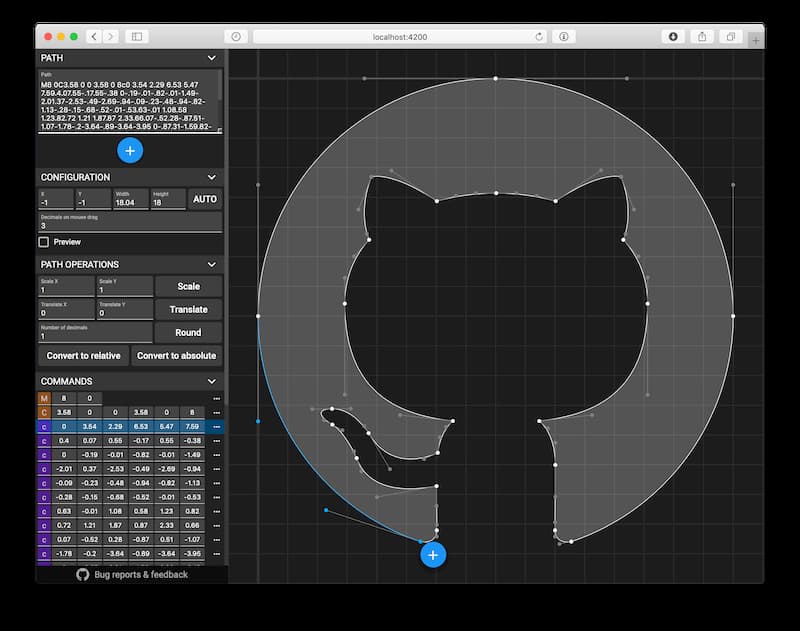 localhost:4200
PATH
Path
M8 0C3.58 0 0 3.58 0 8c0 3.54 2.29 6.53 5.47
7.59.4.07.55-.17.55-.38 0-.19-.01-.82-.01-1.49-
2.01.37-2.53-.49-2.69-.94-.09-.23-.48-.94-.82-
1.13-.28-.15-.68-.52-.01-.53.63-.01 1.08.58
1.23.82.72 1.21 1.87.87 2.33.66.07-.52.28-.87.51-
1.07-1.78-.2-3.64-.89-3.64-3.95 0-.87.31-1.59.82-
CONFIGURATION
X Y Width Height
-1 -1 18.04 18 AUTO
Decimals on mouse drag
3
Preview
PATH OPERATIONS
Scale X Scale Y
1 1 Scale
Translate X Translate Y
0 0 Translate
Number of decimals
1 Round
Convert to relative Convert to absolute
COMMANDS
M 8 0
C 3.58 0 0 3.58 0 8
c 0 3.54 2.29 6.53 5.47 7.59
c 0.4 0.07 0.55 -0.17 0.55 -0.38
c 0 -0.19 -0.01 -0.82 -0.01 -1.49
c -2.01 0.37 -2.53 -0.49 -2.69 -0.94
c -0.09 -0.23 -0.48 -0.94 -0.82 -1.13
c -0.28 -0.15 -0.68 -0.52 -0.01 -0.53
c 0.63 -0.01 1.08 0.58 1.23 0.82
c 0.72 1.21 1.87 0.87 2.33 0.66
c 0.07 -0.52 0.28 -0.87 0.51 -1.07
c -1.78 -0.2 -3.64 -0.89 -3.64 -3.95
Bug reports & feedback